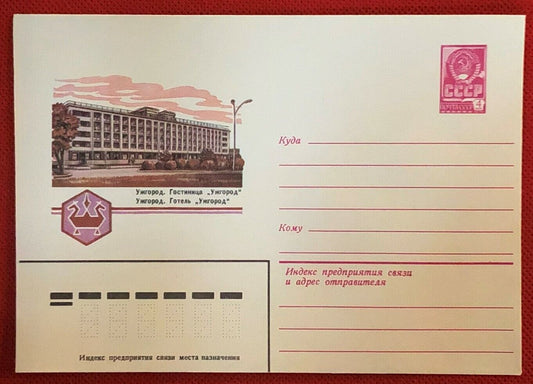 СССР
4
Куда
Ужгород. Гостиница „Ужгород"
Ужгород. Готель „Ужгород"
Кому
Индекс предприятия связи
и адрес отправителя
Индекс предприятия связи места назначения